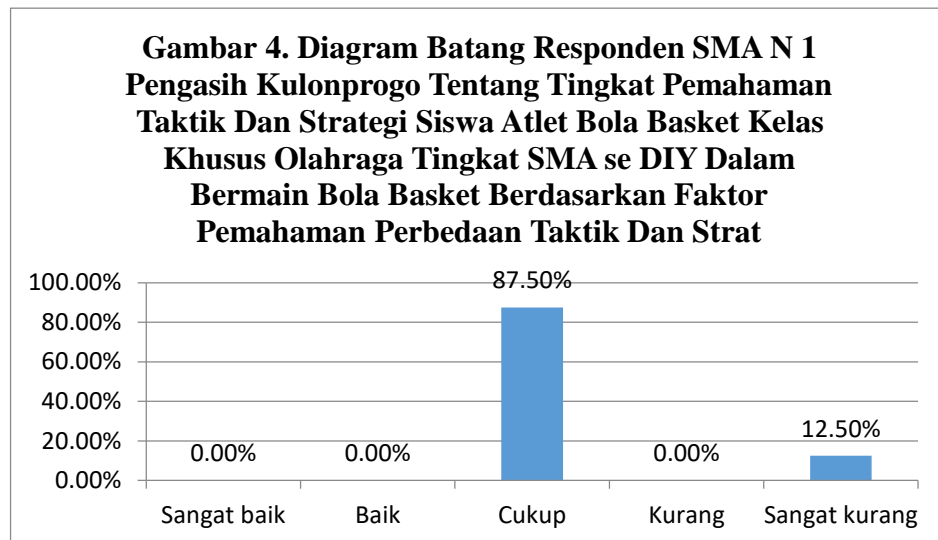 Gambar 4. Diagram Batang Responden SMA N 1
Pengasih Kulonprogo Tentang Tingkat Pemahaman
Taktik Dan Strategi Siswa Atlet Bola Basket Kelas
Khusus Olahraga Tingkat SMA se DIY Dalam
Bermain Bola Basket Berdasarkan Faktor
Pemahaman Perbedaan Taktik Dan Strat
100.00%
80.00%
60.00%
40.00%
20.00%
0.00%
0.00%
0.00%
87.50%
0.00%
12.50%
Sangat baik
Baik
Cukup
Kurang
Sangat kurang